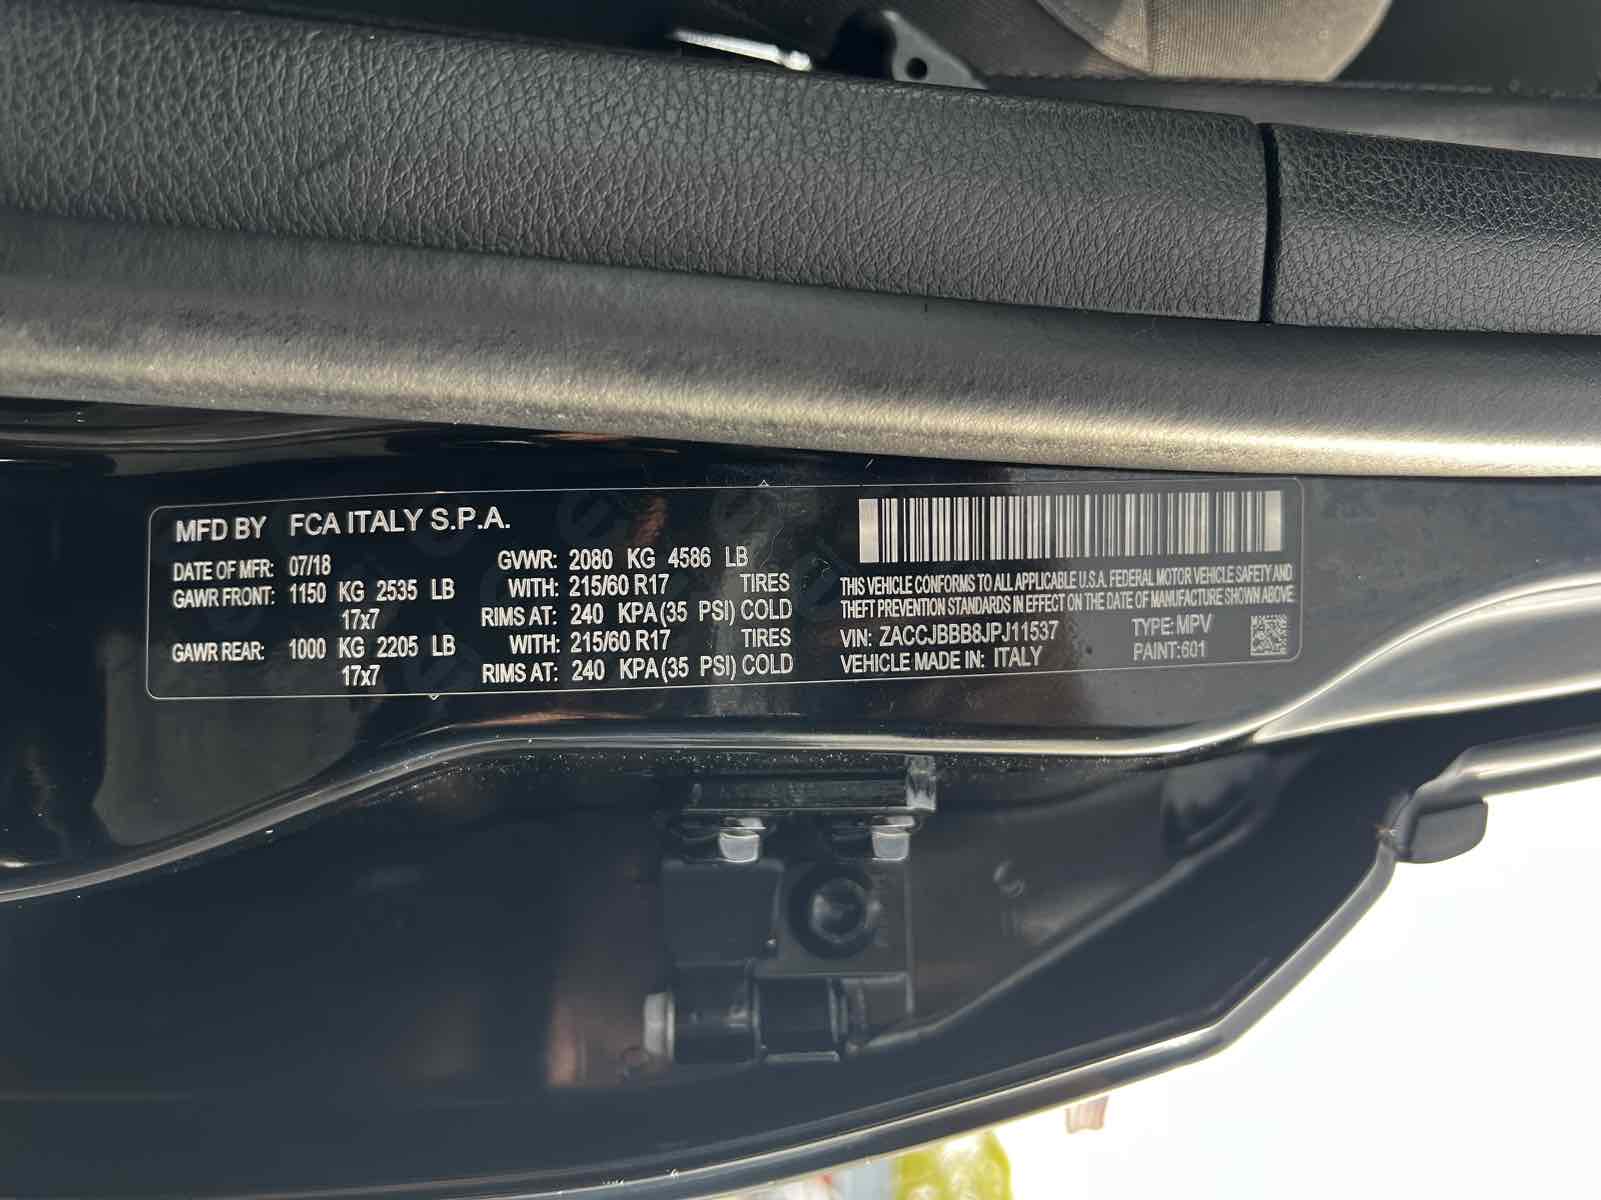 MFD BY FCA ITALY S.P.A.
DATE OF MFR: 07/18 GVWR: 2080 KG 4586 LB
GAWR FRONT: 1150 KG 2535 LB WITH: 215/60 R17 TIRES
17x7 RIMS AT: 240 KPA(35 PSI) COLD
GAWR REAR: 1000 KG 2205 LB WITH: 215/60 R17 TIRES
17x7 RIMS AT: 240 KPA(35 PSI) COLD
THIS VEHICLE CONFORMS TO ALL APPLICABLE U.S.A. FEDERAL MOTOR VEHICLE SAFETY AND
THEFT PREVENTION STANDARDS IN EFFECT ON THE DATE OF MANUFACTURE SHOWN ABOVE
VIN: ZACCJBBB8JPJ11537 TYPE: MPV
VEHICLE MADE IN: ITALY PAINT:601